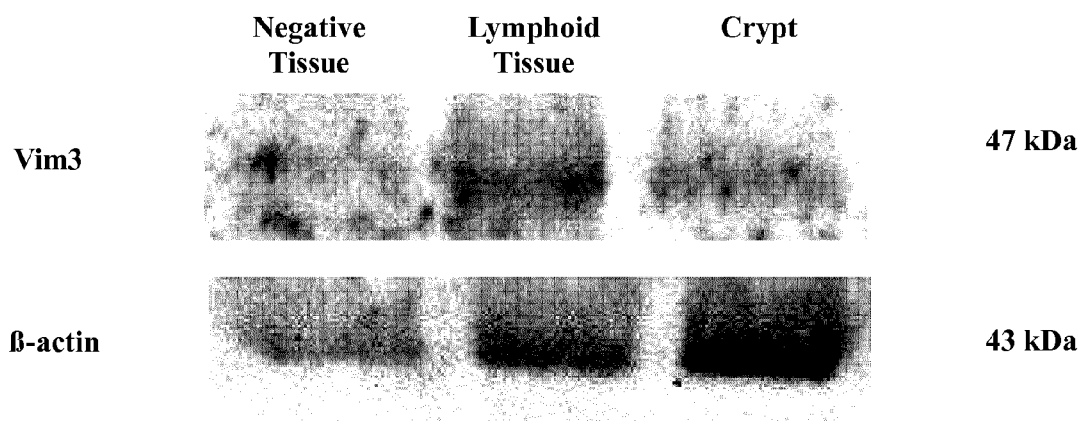 Negative
Tissue
Lymphoid
Tissue
Crypt
Vim3
47 kDa
ß-actin
43 kDa